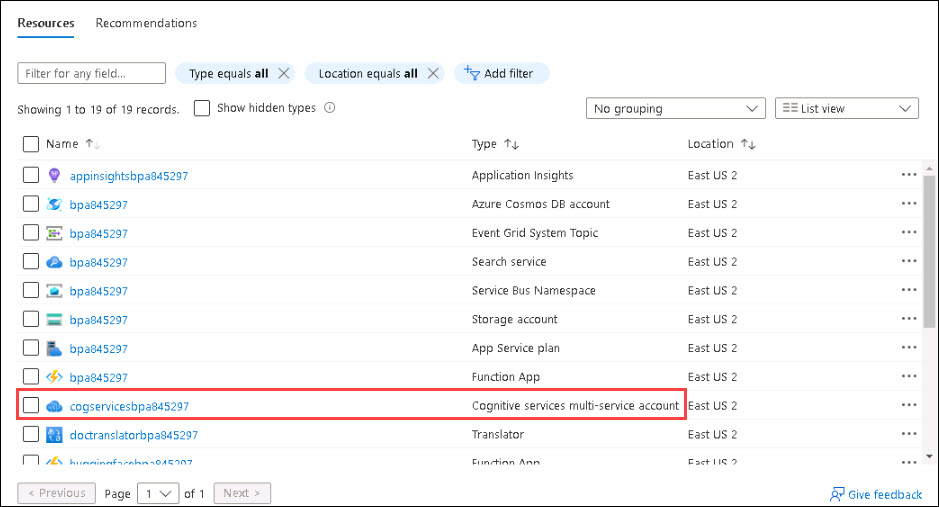 Resources Recommendations
Filter for any field... Type equals all Location equals all Add filter
Showing 1 to 19 of 19 records. Show hidden types No grouping List view
Name Type Location
appinsightsbpa845297 Application Insights East US 2 ...
bpa845297 Azure Cosmos DB account East US 2 ...
bpa845297 Event Grid System Topic East US 2 ...
bpa845297 Search service East US 2 ...
bpa845297 Service Bus Namespace East US 2 ...
bpa845297 Storage account East US 2 ...
bpa845297 App Service plan East US 2 ...
bpa845297 Function App East US 2 ...
cogservicesbpa845297 Cognitive services multi-service account East US 2 ...
doctranslatorbpa845297 Translator East US 2 ...
huggingfacebpa845297 Function App East US 2 ...
< Previous Page 1 of 1 Next > Give feedback